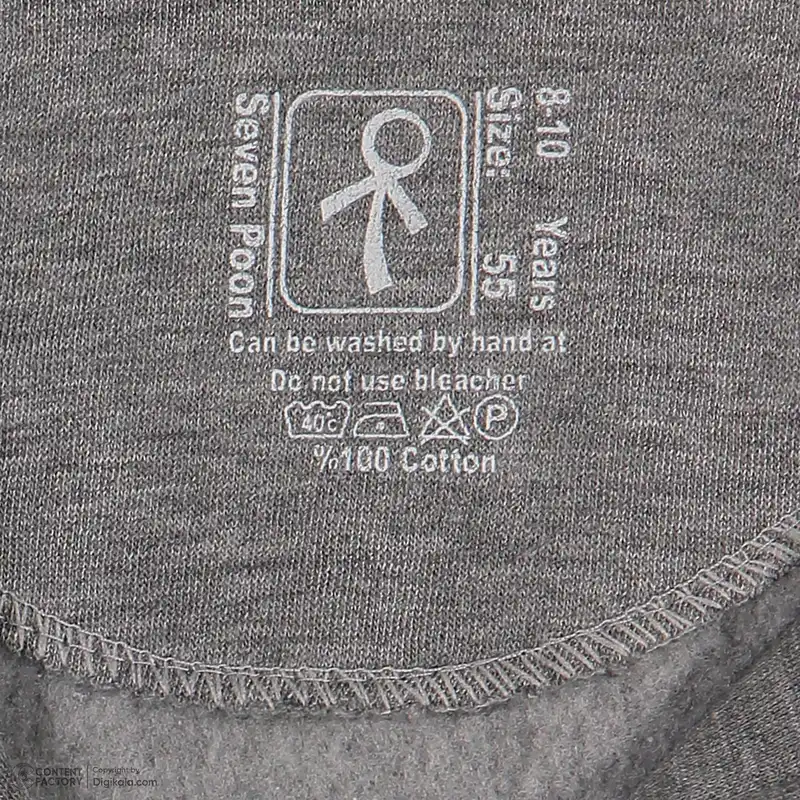 Seven Poon
8-10 Years
Size: 55
Can be washed by hand at
Do not use bleacher
40c
P
%100 Cotton
CONTENT FACTORY
Copyright by
Digikala.com